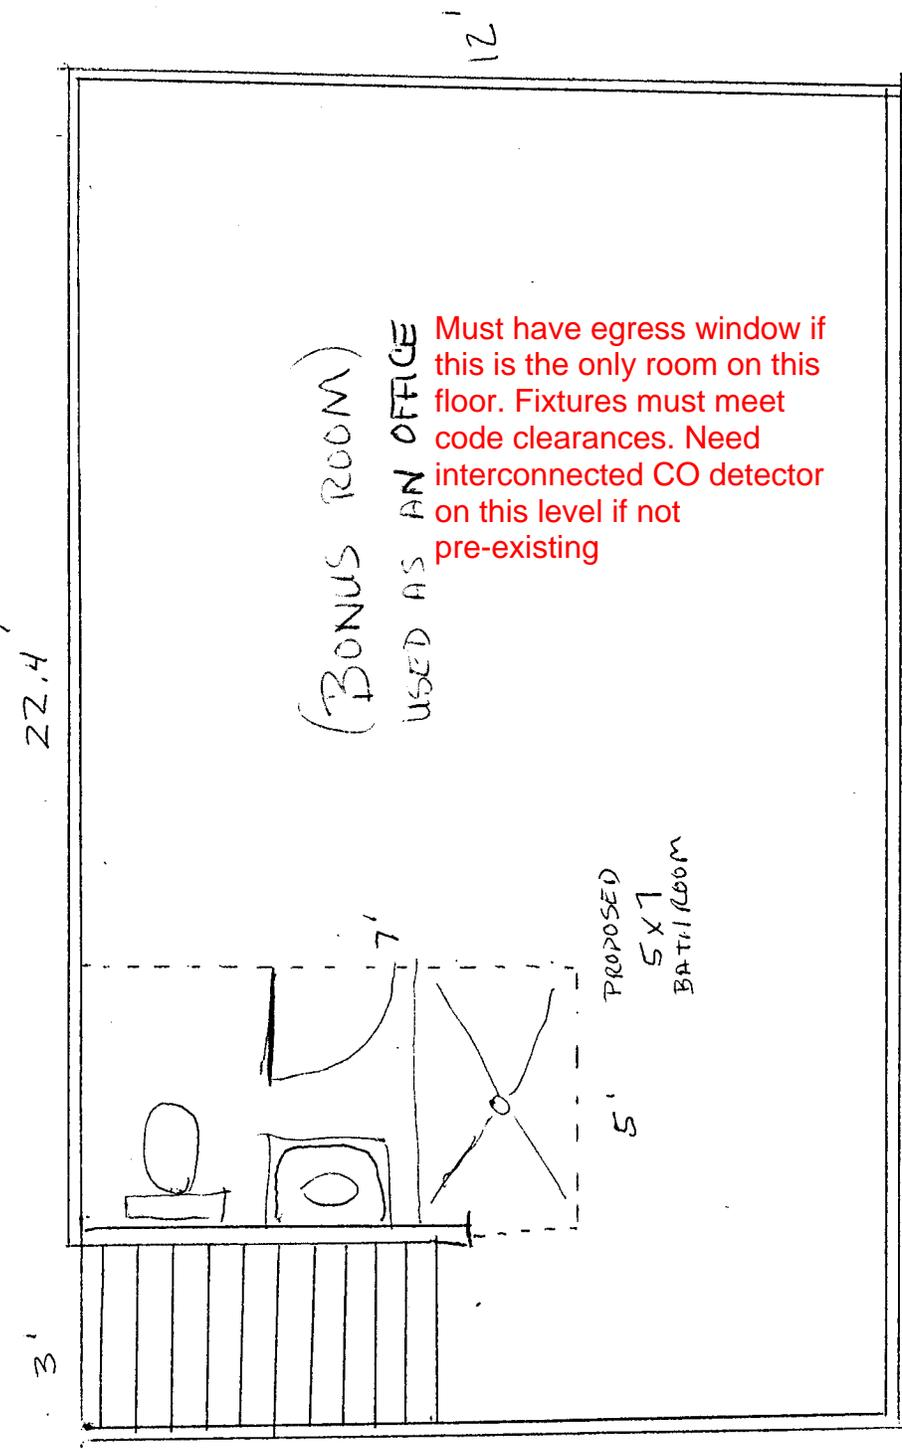 12'
22.4'
(BONUS ROOM)
USED AS AN OFFICE
Must have egress window if
this is the only room on this
floor. Fixtures must meet
code clearances. Need
interconnected CO detector
on this level if not
pre-existing
7'
PROPOSED
5 x 7
BATHROOM
5'
3'